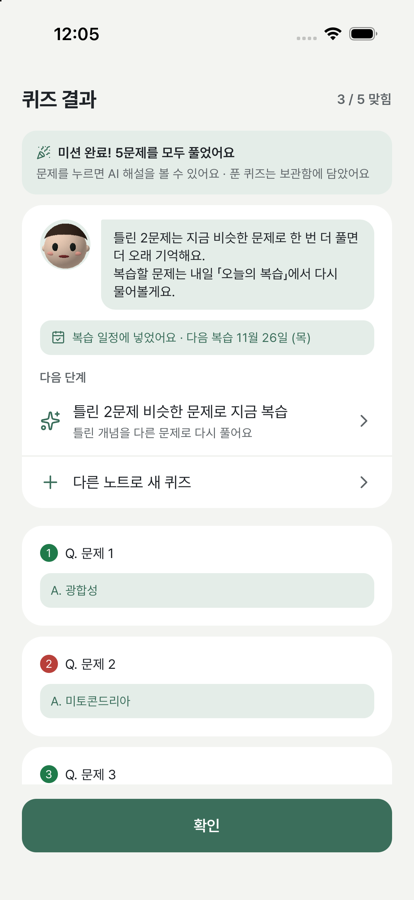 12:05
퀴즈 결과
3 / 5 맞힘
미션 완료! 5문제를 모두 풀었어요
문제를 누르면 AI 해설을 볼 수 있어요 · 푼 퀴즈는 보관함에 담았어요
틀린 2문제는 지금 비슷한 문제로 한 번 더 풀면
더 오래 기억해요.
복습할 문제는 내일 「오늘의 복습」에서 다시
물어볼게요.
복습 일정에 넣었어요 · 다음 복습 11월 26일 (목)
다음 단계
틀린 2문제 비슷한 문제로 지금 복습
틀린 개념을 다른 문제로 다시 풀어요
다른 노트로 새 퀴즈
1 Q. 문제 1
A. 광합성
2 Q. 문제 2
A. 미토콘드리아
3 Q. 문제 3
확인